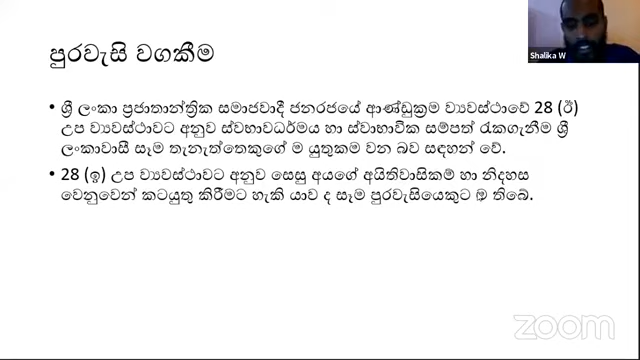 Shalika W
පුරවැසි වගකීම
• ශ්‍රී ලංකා ප්‍රජාතාන්ත්‍රික සමාජවාදී ජනරජයේ ආණ්ඩුක්‍රම ව්‍යවස්ථාවේ 28 (ඊ)
උප ව්‍යවස්ථාවට අනුව ස්වභාවධර්මය හා ස්වාභාවික සම්පත් රැකගැනීම ශ්‍රී
ලංකාවාසී සෑම තැනැත්තෙකුගේ ම යුතුකම වන බව සඳහන් වේ.
• 28 (ඉ) උප ව්‍යවස්ථාවට අනුව සෙසු අයගේ අයිතිවාසිකම් හා නිදහස
වෙනුවෙන් කටයුතු කිරීමට හැකි යාව ද සෑම පුරවැසියෙකුට ම තිබේ.
zoom